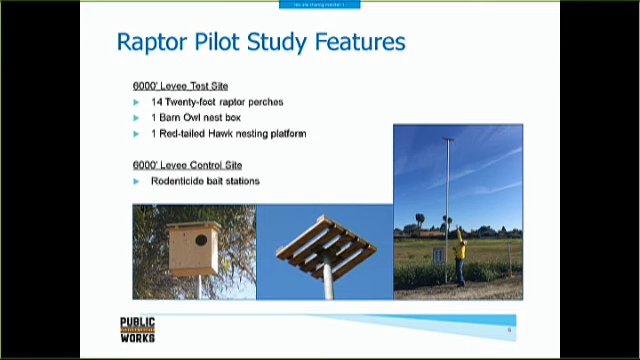 Raptor Pilot Study Features
6000' Levee Test Site
14 Twenty-foot raptor perches
1 Barn Owl nest box
1 Red-tailed Hawk nesting platform
6000' Levee Control Site
Rodenticide bait stations
PUBLIC
WORKS